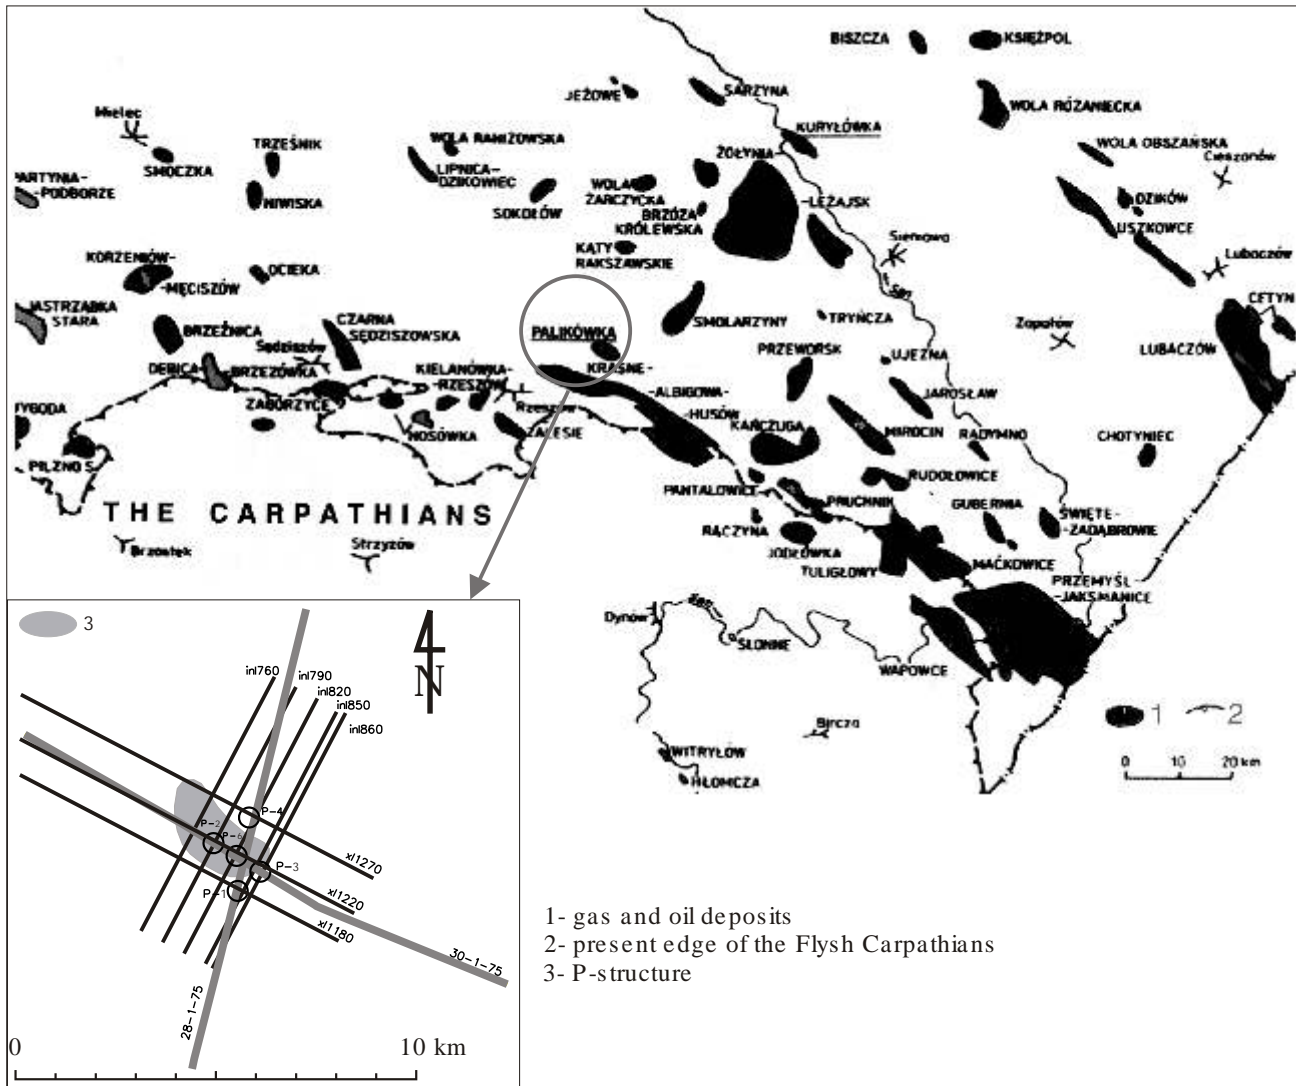 BISZCZA
KSIĘŻPOL
JEŻOWE
SARZYNA
WOLA RÓŻANIECKA
Mielec
TRZEŚNIK
WOLA RANIŻOWSKA
KURYŁÓWKA
WOLA OBSZAŃSKA
Cieszanów
SMOCZKA
LIPNICA-
DZIKOWIEC
ŻOŁYNIA
-LEŻAJSK
PARTYNIA-
PODBORZE
NIWISKA
SOKOŁÓW
WOLA
ŻARCZYCKA
BRZÓZA
KRÓLEWSKA
DZIKÓW
USZKOWCE
Sieniawa
KĄTY
RAKSZAWSKIE
Lubaczów
KORZENIÓW-
-MĘCISZÓW
OCIEKA
San
CETYN
JASTRZĄBKA
STARA
BRZEŹNICA
CZARNA
SĘDZISZOWSKA
PALIKÓWKA
SMOLARZYNY
TRYŃCZA
Zapałów
LUBACZÓW
Sędziszów
PRZEWORSK
UJEZNA
DĘBICA
BRZEZÓWKA
KIELANÓWKA-
-RZESZÓW
KRASNE-
-ALBIGOWA-
-HUSÓW
JAROSŁAW
ZAGORZYCE
Rzeszów
NOSÓWKA
ZALESIE
KAŃCZUGA
MIROCIN
RADYMNO
CHOTYNIEC
PILZNO S.
THE CARPATHIANS
PANTALOWICE
PRUCHNIK
RUDOŁOWICE
GUBERNIA
ŚWIĘTE-
-ZADĄBROWIE
Brzostek
Strzyżów
RĄCZYNA
JODŁÓWKA
TULIGŁOWY
MAĆKOWICE
PRZEMYŚL-
-JAKSMANICE
Dynów
San
SŁONNE
WAPOWCE
Bircza
WITRYŁÓW
HŁOMCZA
1
2
0 10 20 km
3
N
inl760
inl790
inl820
inl850
inl860
P-4
P-2
P-6
P-3
P-1
xl1270
xl1220
xl1180
30-1-75
28-1-75
0 10 km
1- gas and oil deposits
2- present edge of the Flysh Carpathians
3- P-structure